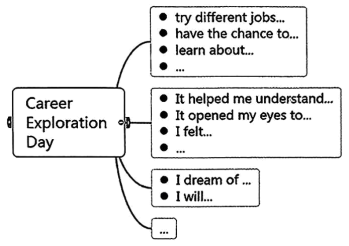 Career
Exploration
Day
● try different jobs...
● have the chance to...
● learn about...
● ...
● It helped me understand...
● It opened my eyes to...
● I felt...
● ...
● I dream of ...
● I will...
...